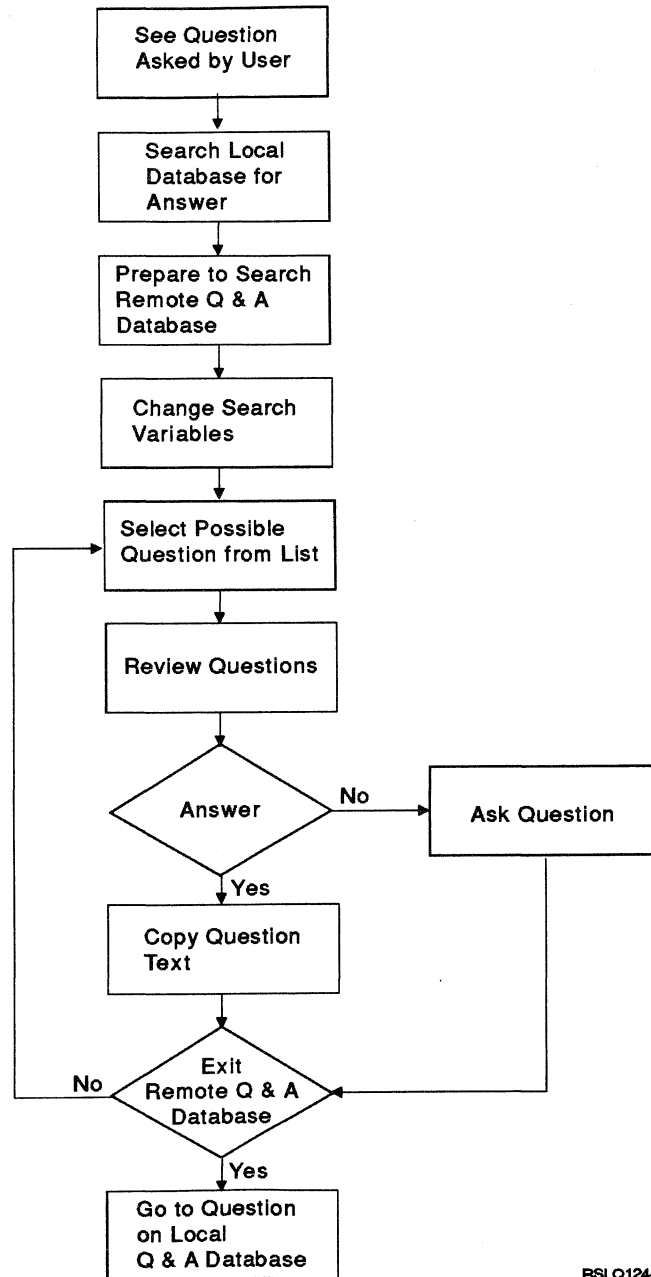 See Question
Asked by User
Search Local
Database for
Answer
Prepare to Search
Remote Q & A
Database
Change Search
Variables
Select Possible
Question from List
Review Questions
Answer
No
Ask Question
Yes
Copy Question
Text
Exit
Remote Q & A
Database
No
Yes
Go to Question
on Local
Q & A Database